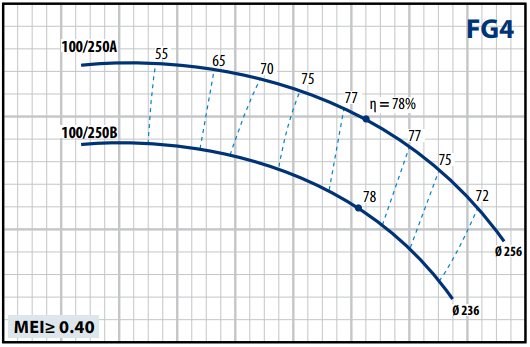 FG4
100/250A
55
65
70
75
77
η = 78%
100/250B
77
75
78
72
Ø 256
Ø 236
MEI≥ 0.40